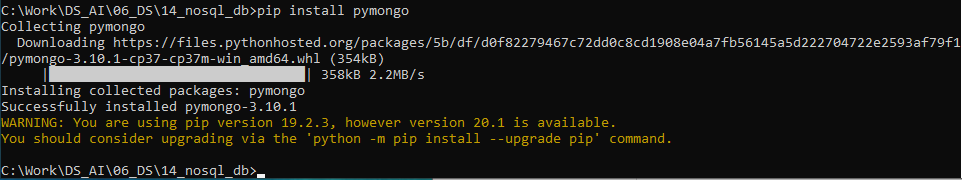 C:\Work\DS_AI\06_DS\14_nosql_db>pip install pymongo
Collecting pymongo
  Downloading https://files.pythonhosted.org/packages/5b/df/d0f82279467c72dd0c8cd1908e04a7fb56145a5d222704722e2593af79f1
/pymongo-3.10.1-cp37-cp37m-win_amd64.whl (354kB)
     |████████████████████████████████| 358kB 2.2MB/s
Installing collected packages: pymongo
Successfully installed pymongo-3.10.1
WARNING: You are using pip version 19.2.3, however version 20.1 is available.
You should consider upgrading via the 'python -m pip install --upgrade pip' command.
C:\Work\DS_AI\06_DS\14_nosql_db>